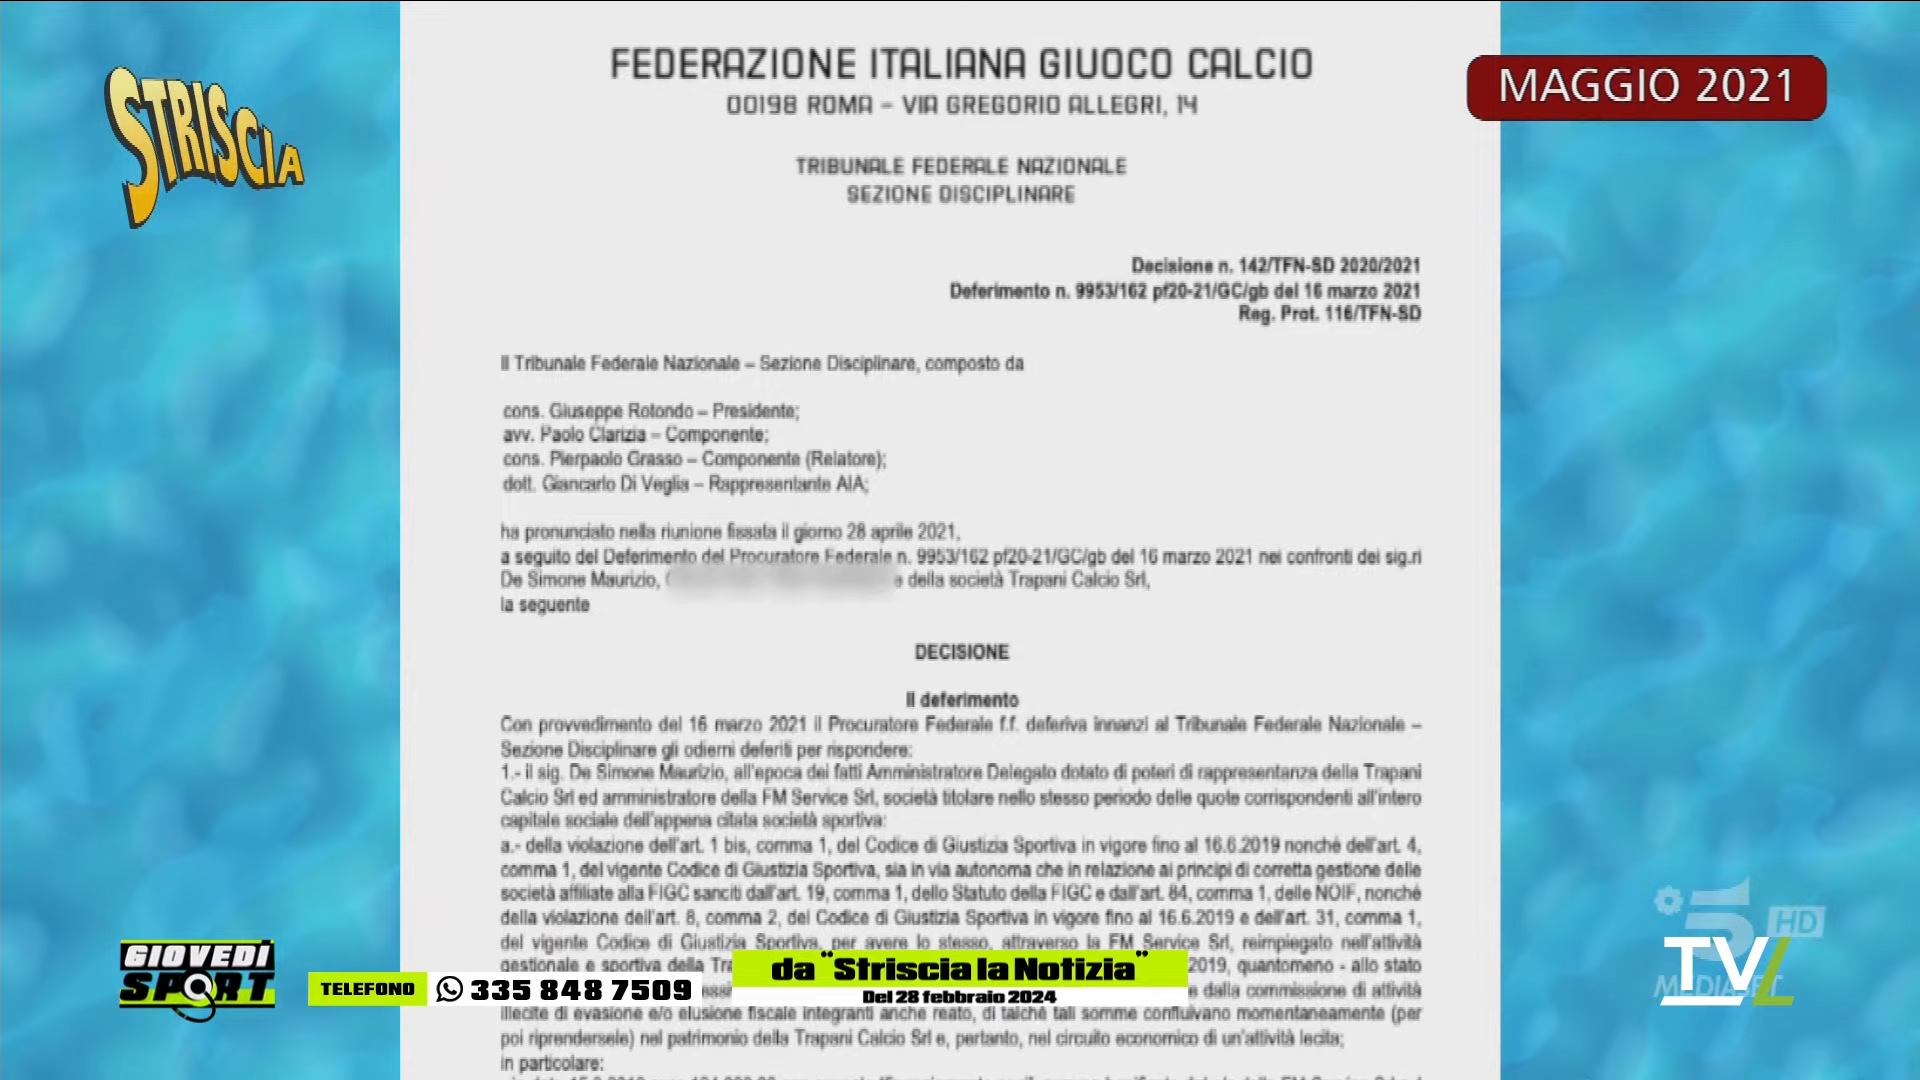 STRISCIA
MAGGIO 2021
FEDERAZIONE ITALIANA GIUOCO CALCIO
00198 ROMA – VIA GREGORIO ALLEGRI, 14
TRIBUNALE FEDERALE NAZIONALE
SEZIONE DISCIPLINARE
Decisione n. 142/TFN-SD 2020/2021
Deferimento n. 9953/162 pf20-21/GC/gb del 16 marzo 2021
Reg. Prot. 116/TFN-SD
Il Tribunale Federale Nazionale – Sezione Disciplinare, composto da
cons. Giuseppe Rotondo – Presidente;
avv. Paolo Clarizia – Componente;
cons. Pierpaolo Grasso – Componente (Relatore);
dott. Giancarlo Di Veglia – Rappresentante AIA;
ha pronunciato nella riunione fissata il giorno 28 aprile 2021,
a seguito del Deferimento del Procuratore Federale n. 9953/162 pf20-21/GC/gb del 16 marzo 2021 nei confronti dei sig.ri
De Simone Maurizio, e della società Trapani Calcio Srl,
la seguente
DECISIONE
Il deferimento
Con provvedimento del 16 marzo 2021 il Procuratore Federale f.f. deferiva innanzi al Tribunale Federale Nazionale –
Sezione Disciplinare gli odierni deferiti per rispondere:
1.- il sig. De Simone Maurizio, all'epoca dei fatti Amministratore Delegato dotato di poteri di rappresentanza della Trapani
Calcio Srl ed amministratore della FM Service Srl, società titolare nello stesso periodo delle quote corrispondenti all'intero
capitale sociale dell'appena citata società sportiva:
a.- della violazione dell'art. 1 bis, comma 1, del Codice di Giustizia Sportiva in vigore fino al 16.6.2019 nonché dell'art. 4,
comma 1, del vigente Codice di Giustizia Sportiva, sia in via autonoma che in relazione ai principi di corretta gestione delle
società affiliate alla FIGC sanciti dall'art. 19, comma 1, dello Statuto della FIGC e dall'art. 84, comma 1, delle NOIF, nonché
della violazione dell'art. 8, comma 2, del Codice di Giustizia Sportiva in vigore fino al 16.6.2019 e dell'art. 31, comma 1,
del vigente Codice di Giustizia Sportiva, per avere lo stesso, attraverso la FM Service Srl, reimpiegato nell'attività
gestionale e sportiva della 2019, quantomeno - allo stato
dalla commissione di attività
illecite di evasione e/o elusione fiscale integranti anche reato, di talché tali somme confluivano momentaneamente (per
poi riprendersele) nel patrimonio della Trapani Calcio Srl e, pertanto, nel circuito economico di un'attività lecita;
in particolare:
GIOVEDÌ
SPORT
TELEFONO 335 848 7509
da "Striscia la Notizia"
Del 28 febbraio 2024
5 HD
MEDIASET
TVL